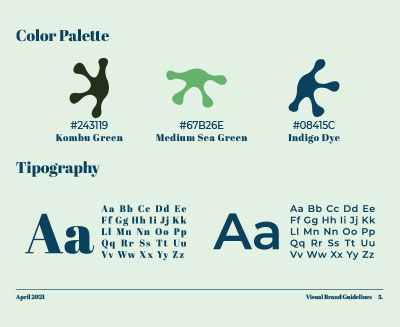 Color Palette
#243119 #67B26E #08415C
Kombu Green Medium Sea Green Indigo Dye
Tipography
Aa
Aa Bb Cc Dd Ee
Ff Gg Hh Ii Jj Kk
Ll Mm Nn Oo Pp
Qq Rr Ss Tt Uu
Vv Ww Xx Yy Zz
Aa
Aa Bb Cc Dd Ee
Ff Gg Hh Ii Jj Kk
Ll Mm Nn Oo Pp
Qq Rr Ss Tt Uu
Vv Ww Xx Yy Zz
April 2021 Visual Brand Guidelines 5.